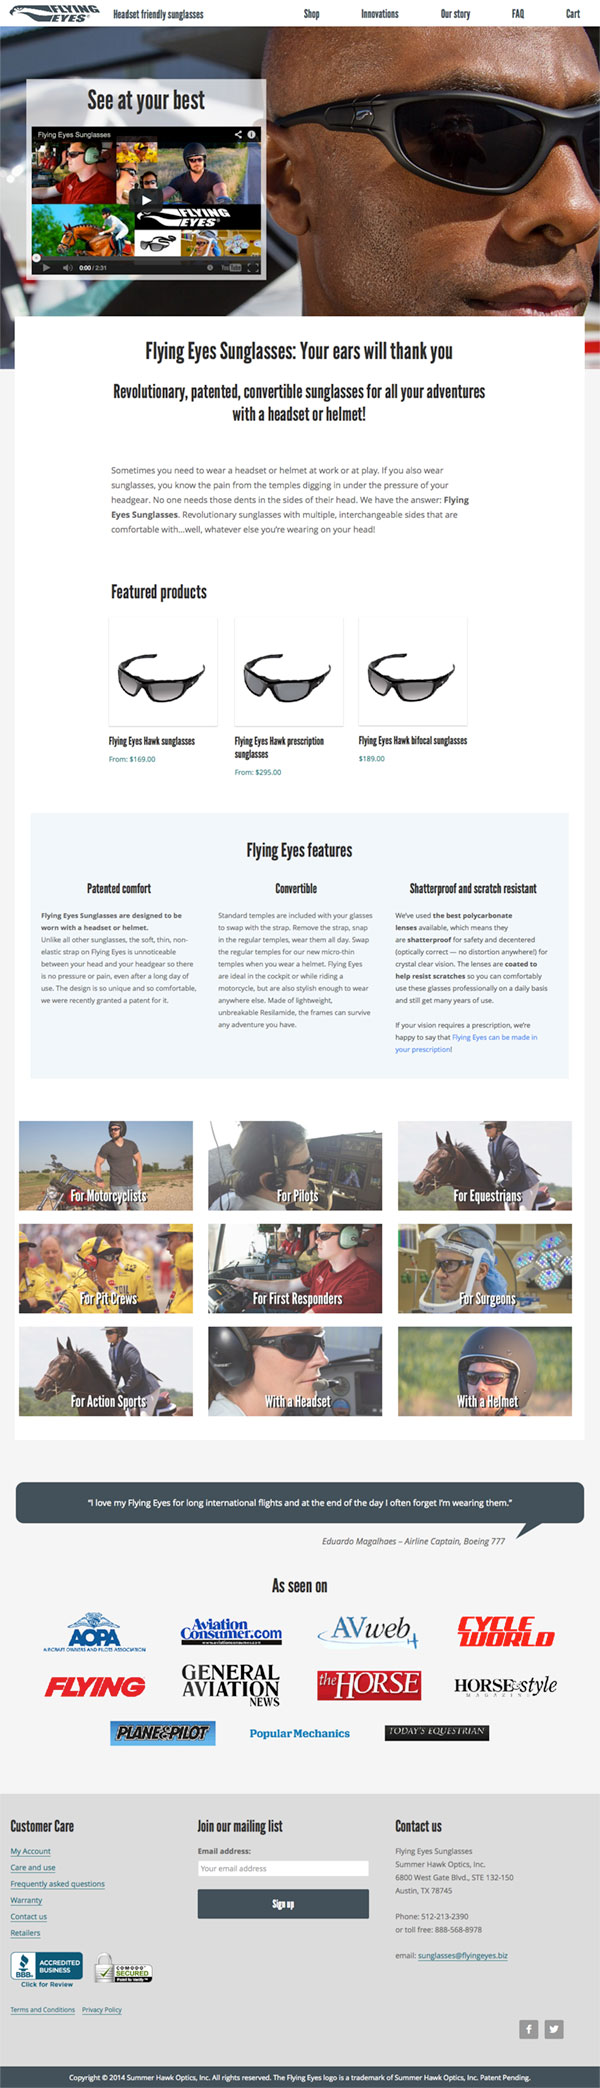 FLYING EYES®
Headset friendly sunglasses
Shop
Innovations
Our story
FAQ
Cart
See at your best
Flying Eyes Sunglasses
FLYING
EYES
0:00 / 2:31
YouTube
Flying Eyes Sunglasses: Your ears will thank you
Revolutionary, patented, convertible sunglasses for all your adventures
with a headset or helmet!
Sometimes you need to wear a headset or helmet at work or at play. If you also wear
sunglasses, you know the pain from the temples digging in under the pressure of your
headgear. No one needs those dents in the sides of their head. We have the answer: Flying
Eyes Sunglasses. Revolutionary sunglasses with multiple, interchangeable sides that are
comfortable with...well, whatever else you're wearing on your head!
Featured products
Flying Eyes Hawk sunglasses
From: $169.00
Flying Eyes Hawk prescription
sunglasses
From: $295.00
Flying Eyes Hawk bifocal sunglasses
$189.00
Flying Eyes features
Patented comfort
Flying Eyes Sunglasses are designed to be
worn with a headset or helmet.
Unlike all other sunglasses, the soft, thin, non-
elastic strap on Flying Eyes is unnoticeable
between your head and your headgear so there
is no pressure or pain, even after a long day of
use. The design is so unique and so comfortable,
we were recently granted a patent for it.
Convertible
Standard temples are included with your glasses
to swap with the strap. Remove the strap, snap
in the regular temples, wear them all day. Swap
the regular temples for our new micro-thin
temples when you wear a helmet. Flying Eyes
are ideal in the cockpit or while riding a
motorcycle, but are also stylish enough to wear
anywhere else. Made of lightweight,
unbreakable Resilamide, the frames can survive
any adventure you have.
Shatterproof and scratch resistant
We've used the best polycarbonate
lenses available, which means they
are shatterproof for safety and decentered
(optically correct — no distortion anywhere!) for
crystal clear vision. The lenses are coated to
help resist scratches so you can comfortably
use these glasses professionally on a daily basis
and still get many years of use.
If your vision requires a prescription, we're
happy to say that Flying Eyes can be made in
your prescription!
For Motorcyclists
For Pilots
For Equestrians
For Pit Crews
For First Responders
For Surgeons
For Action Sports
With a Headset
With a Helmet
"I love my Flying Eyes for long international flights and at the end of the day I often forget I'm wearing them."
Eduardo Magalhaes – Airline Captain, Boeing 777
As seen on
AOPA
AIRCRAFT OWNERS AND PILOTS ASSOCIATION
Aviation
Consumer.com
www.aviationconsumer.com
AVweb
CYCLE
WORLD
FLYING
GENERAL
AVIATION
NEWS
the HORSE
HORSE & style
MAGAZINE
PLANE & PILOT
Popular Mechanics
TODAY'S EQUESTRIAN
Customer Care
My Account
Care and use
Frequently asked questions
Warranty
Contact us
Retailers
BBB
ACCREDITED
BUSINESS
Click for Review
COMODO
SECURED
Point to Verify
Terms and Conditions
Privacy Policy
Join our mailing list
Email address:
Your email address
Sign up
Contact us
Flying Eyes Sunglasses
Summer Hawk Optics, Inc.
6800 West Gate Blvd., STE 132-150
Austin, TX 78745
Phone: 512-213-2390
or toll free: 888-568-8978
email: sunglasses@flyingeyes.biz
Copyright © 2014 Summer Hawk Optics, Inc. All rights reserved. The Flying Eyes logo is a trademark of Summer Hawk Optics, Inc. Patent Pending.